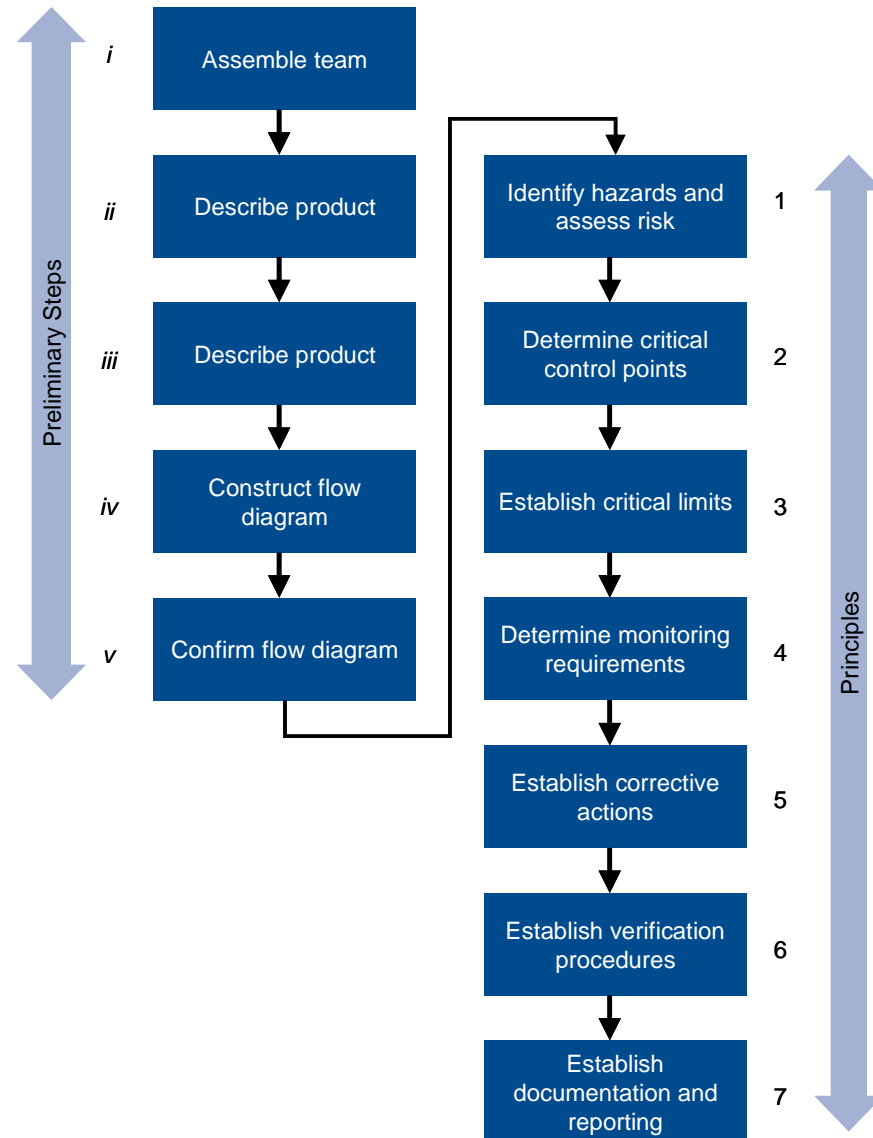 Preliminary Steps
i
Assemble team
ii
Describe product
iii
Describe product
iv
Construct flow
diagram
v
Confirm flow diagram
Identify hazards and
assess risk
1
Determine critical
control points
2
Establish critical limits
3
Determine monitoring
requirements
4
Establish corrective
actions
5
Establish verification
procedures
6
Establish
documentation and
reporting
7
Principles